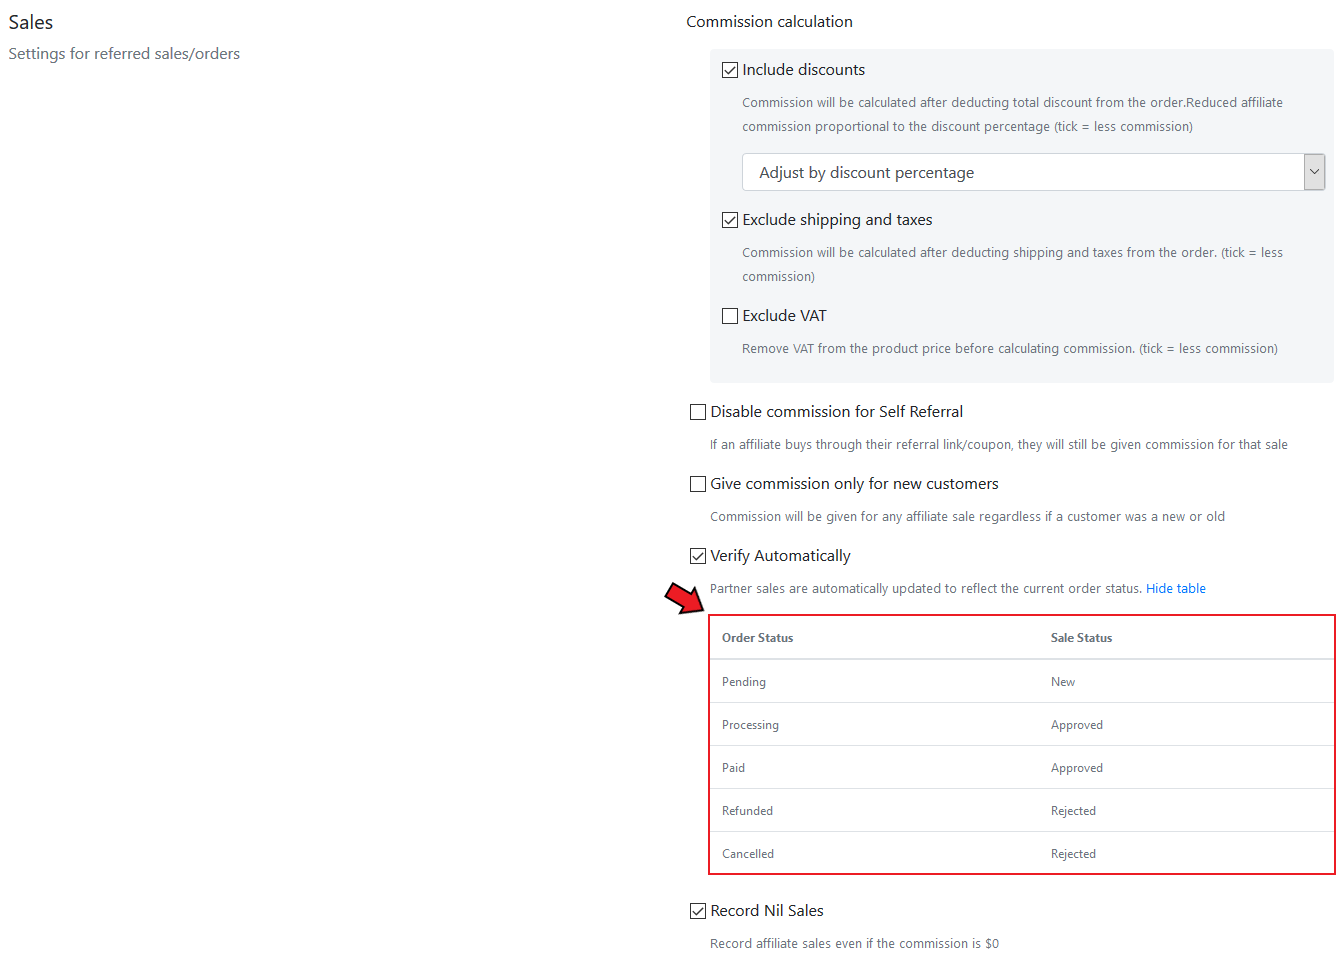 Sales
Settings for referred sales/orders
Commission calculation
Include discounts
Commission will be calculated after deducting total discount from the order.Reduced affiliate
commission proportional to the discount percentage (tick = less commission)
Adjust by discount percentage
Exclude shipping and taxes
Commission will be calculated after deducting shipping and taxes from the order. (tick = less
commission)
Exclude VAT
Remove VAT from the product price before calculating commission. (tick = less commission)
Disable commission for Self Referral
If an affiliate buys through their referral link/coupon, they will still be given commission for that sale
Give commission only for new customers
Commission will be given for any affiliate sale regardless if a customer was a new or old
Verify Automatically
Partner sales are automatically updated to reflect the current order status. Hide table
Order Status Sale Status
Pending New
Processing Approved
Paid Approved
Refunded Rejected
Cancelled Rejected
Record Nil Sales
Record affiliate sales even if the commission is $0